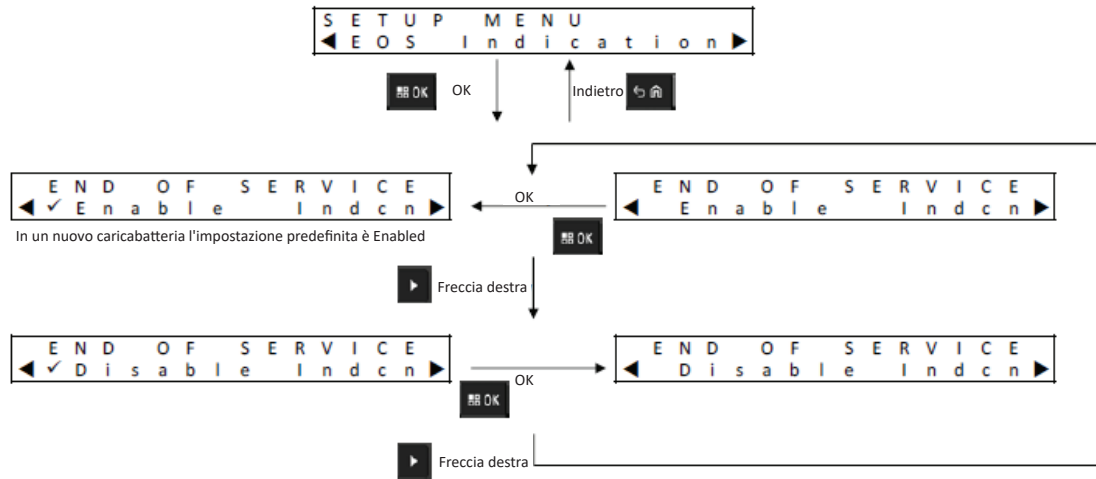 SETUP MENU
◀EOS Indication▶
OK OK Indietro
END OF SERVICE
◀✓Enable Indcn▶
OK
END OF SERVICE
◀ Enable Indcn▶
In un nuovo caricabatteria l'impostazione predefinita è Enabled
OK
Freccia destra
END OF SERVICE
◀✓Disable Indcn▶
OK
END OF SERVICE
◀ Disable Indcn▶
OK
Freccia destra